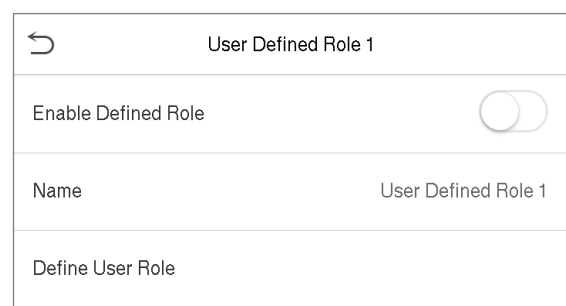 User Defined Role 1
Enable Defined Role
Name User Defined Role 1
Define User Role